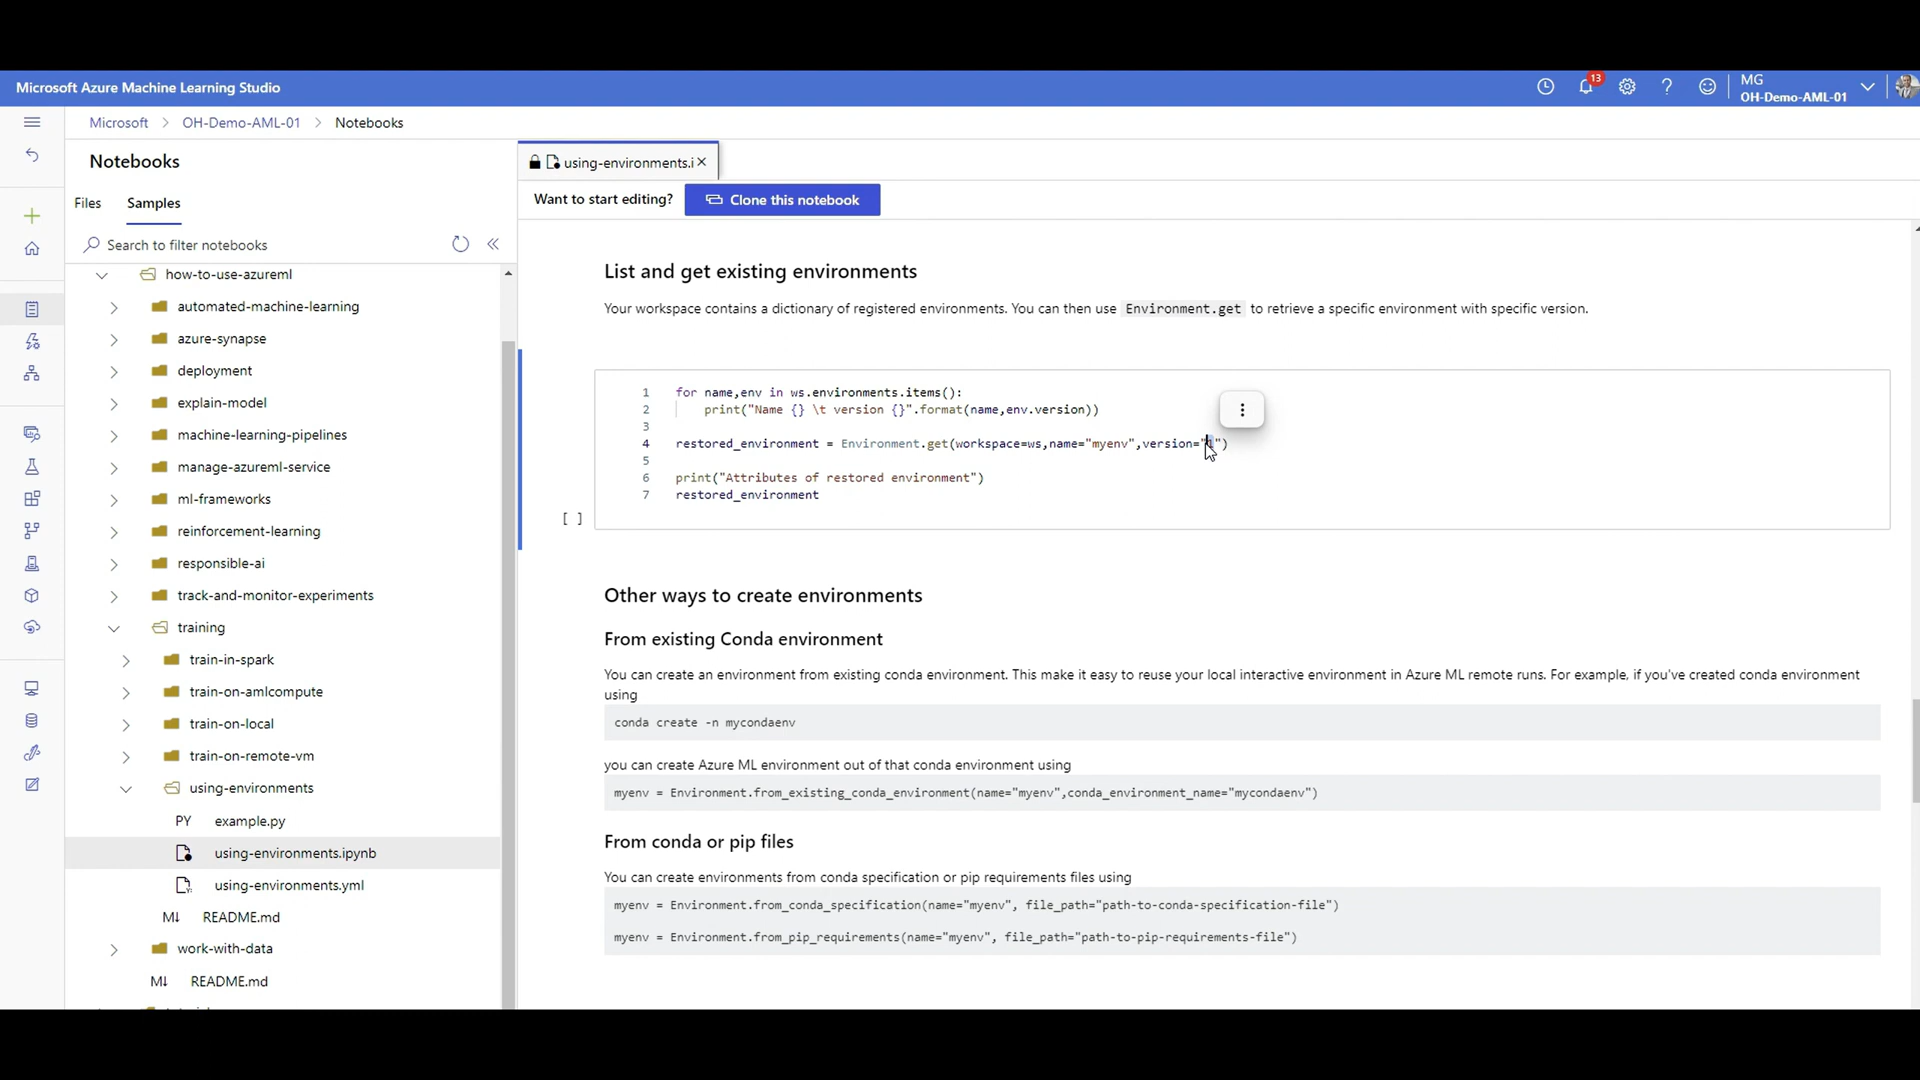 Microsoft Azure Machine Learning Studio
13
MG
OH-Demo-AML-01
Microsoft > OH-Demo-AML-01 > Notebooks
Notebooks
Files Samples
Search to filter notebooks
how-to-use-azureml
automated-machine-learning
azure-synapse
deployment
explain-model
machine-learning-pipelines
manage-azureml-service
ml-frameworks
reinforcement-learning
responsible-ai
track-and-monitor-experiments
training
train-in-spark
train-on-amlcompute
train-on-local
train-on-remote-vm
using-environments
PY example.py
using-environments.ipynb
using-environments.yml
M↓ README.md
work-with-data
M↓ README.md
using-environments.i
Want to start editing? Clone this notebook
List and get existing environments
Your workspace contains a dictionary of registered environments. You can then use Environment.get to retrieve a specific environment with specific version.
1 for name,env in ws.environments.items():
2 print("Name {} \t version {}".format(name,env.version))
3
4 restored_environment = Environment.get(workspace=ws,name="myenv",version="1")
5
6 print("Attributes of restored environment")
7 restored_environment
[ ]
Other ways to create environments
From existing Conda environment
You can create an environment from existing conda environment. This make it easy to reuse your local interactive environment in Azure ML remote runs. For example, if you've created conda environment
using
conda create -n mycondaenv
you can create Azure ML environment out of that conda environment using
myenv = Environment.from_existing_conda_environment(name="myenv",conda_environment_name="mycondaenv")
From conda or pip files
You can create environments from conda specification or pip requirements files using
myenv = Environment.from_conda_specification(name="myenv", file_path="path-to-conda-specification-file")
myenv = Environment.from_pip_requirements(name="myenv", file_path="path-to-pip-requirements-file")